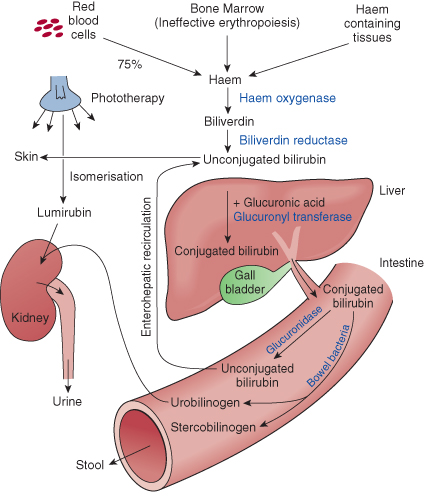 Red
blood
cells
Bone Marrow
(Ineffective erythropoiesis)
Haem
containing
tissues
75%
Haem
Phototherapy
Haem oxygenase
Biliverdin
Biliverdin reductase
Skin
Unconjugated bilirubin
Isomerisation
Liver
+ Glucuronic acid
Glucuronyl transferase
Lumirubin
Enterohepatic recirculation
Conjugated bilirubin
Intestine
Gall
bladder
Conjugated
bilirubin
Kidney
Glucuronidase
Bowel bacteria
Unconjugated
bilirubin
Urine
Urobilinogen
Stercobilinogen
Stool